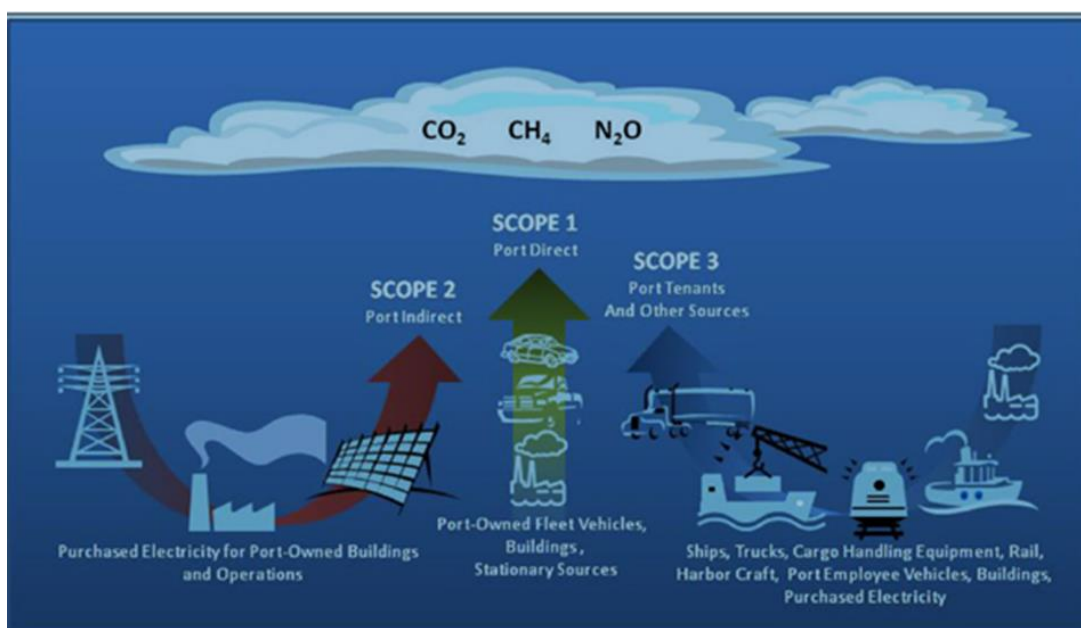 CO₂ CH₄ N₂O
SCOPE 1
Port Direct
SCOPE 2
Port Indirect
SCOPE 3
Port Tenants
And Other Sources
Purchased Electricity for Port-Owned Buildings
and Operations
Port-Owned Fleet Vehicles,
Buildings,
Stationary Sources
Ships, Trucks, Cargo Handling Equipment, Rail,
Harbor Craft, Port Employee Vehicles, Buildings,
Purchased Electricity